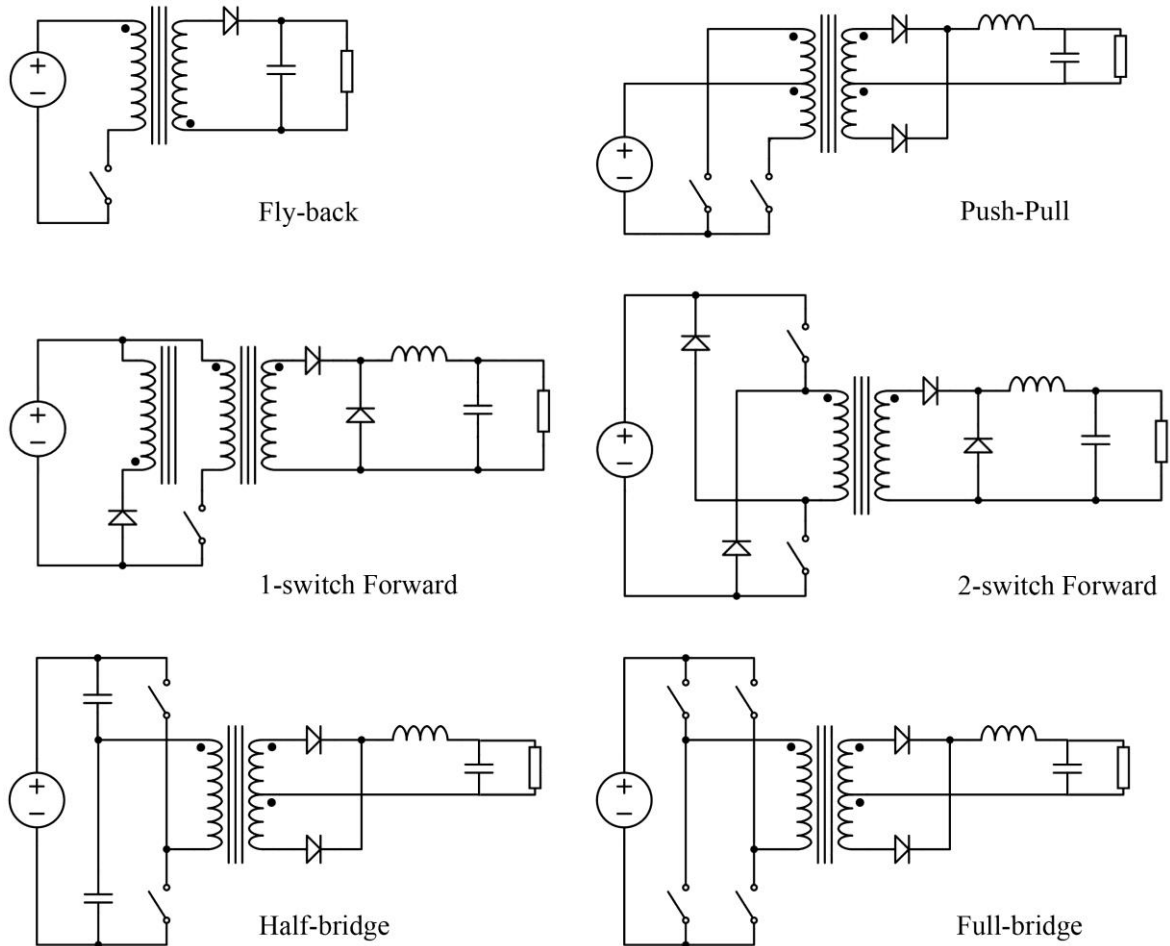 Fly-back
Push-Pull
1-switch Forward
2-switch Forward
Half-bridge
Full-bridge